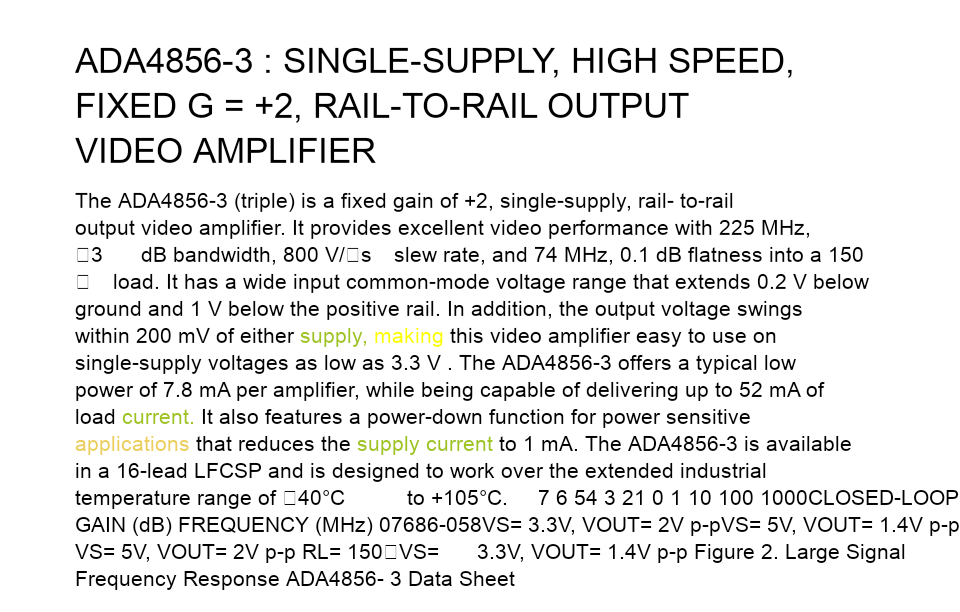 ADA4856-3 : SINGLE-SUPPLY, HIGH SPEED,
FIXED G = +2, RAIL-TO-RAIL OUTPUT
VIDEO AMPLIFIER
The ADA4856-3 (triple) is a fixed gain of +2, single-supply, rail- to-rail
output video amplifier. It provides excellent video performance with 225 MHz,
□3 dB bandwidth, 800 V/□s slew rate, and 74 MHz, 0.1 dB flatness into a 150
□ load. It has a wide input common-mode voltage range that extends 0.2 V below
ground and 1 V below the positive rail. In addition, the output voltage swings
within 200 mV of either supply, making this video amplifier easy to use on
single-supply voltages as low as 3.3 V . The ADA4856-3 offers a typical low
power of 7.8 mA per amplifier, while being capable of delivering up to 52 mA of
load current. It also features a power-down function for power sensitive
applications that reduces the supply current to 1 mA. The ADA4856-3 is available
in a 16-lead LFCSP and is designed to work over the extended industrial
temperature range of □40°C to +105°C. 7 6 54 3 21 0 1 10 100 1000CLOSED-LOOP
GAIN (dB) FREQUENCY (MHz) 07686-058VS= 3.3V, VOUT= 2V p-pVS= 5V, VOUT= 1.4V p-p
VS= 5V, VOUT= 2V p-p RL= 150□VS= 3.3V, VOUT= 1.4V p-p Figure 2. Large Signal
Frequency Response ADA4856- 3 Data Sheet